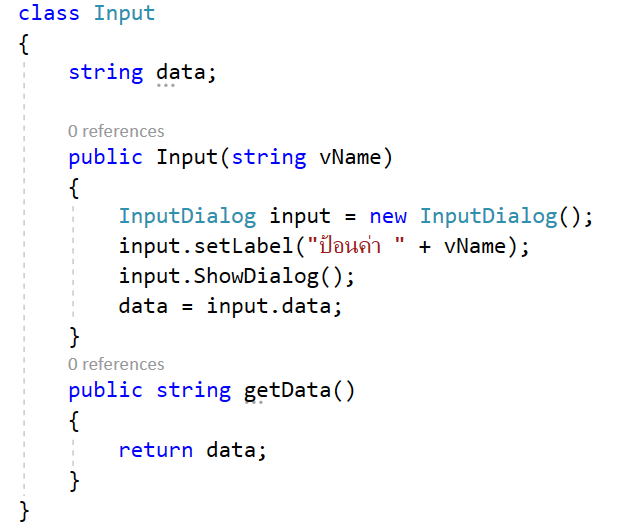 class Input
{
string data;
0 references
public Input(string vName)
{
InputDialog input = new InputDialog();
input.setLabel("ป้อนค่า " + vName);
input.ShowDialog();
data = input.data;
}
0 references
public string getData()
{
return data;
}
}